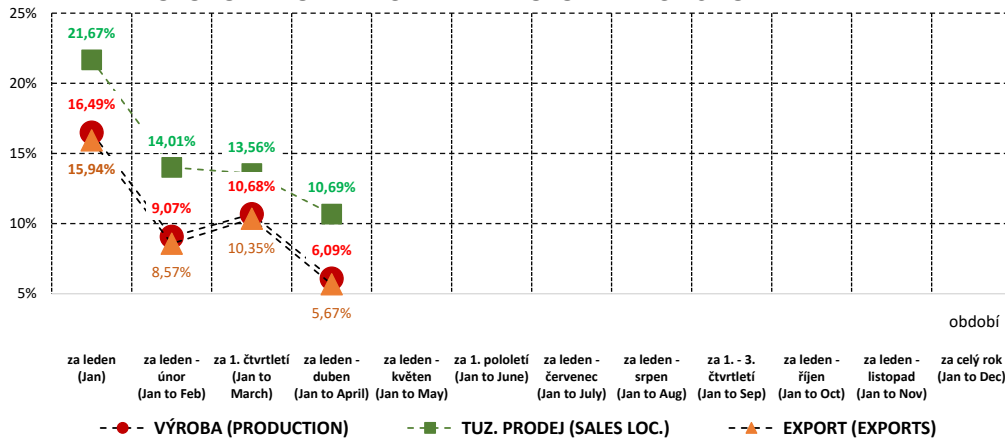 25%
21,67%
20%
16,49%
15%
15,94%
14,01%
13,56%
10,68%
10,69%
10%
9,07%
8,57%
10,35%
6,09%
5%
5,67%
období
za leden
(Jan)
za leden -
únor
(Jan to Feb)
za 1. čtvrtletí
(Jan to
March)
za leden -
duben
(Jan to April)
za leden -
květen
(Jan to May)
za 1. pololetí
(Jan to June)
za leden -
červenec
(Jan to July)
za leden -
srpen
(Jan to Aug)
za 1. - 3.
čtvrtletí
(Jan to Sep)
za leden -
říjen
(Jan to Oct)
za leden -
listopad
(Jan to Nov)
za celý rok
(Jan to Dec)
VÝROBA (PRODUCTION)
TUZ. PRODEJ (SALES LOC.)
EXPORT (EXPORTS)